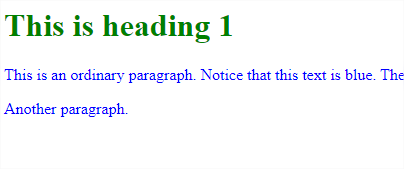 This is heading 1
This is an ordinary paragraph. Notice that this text is blue. The
Another paragraph.